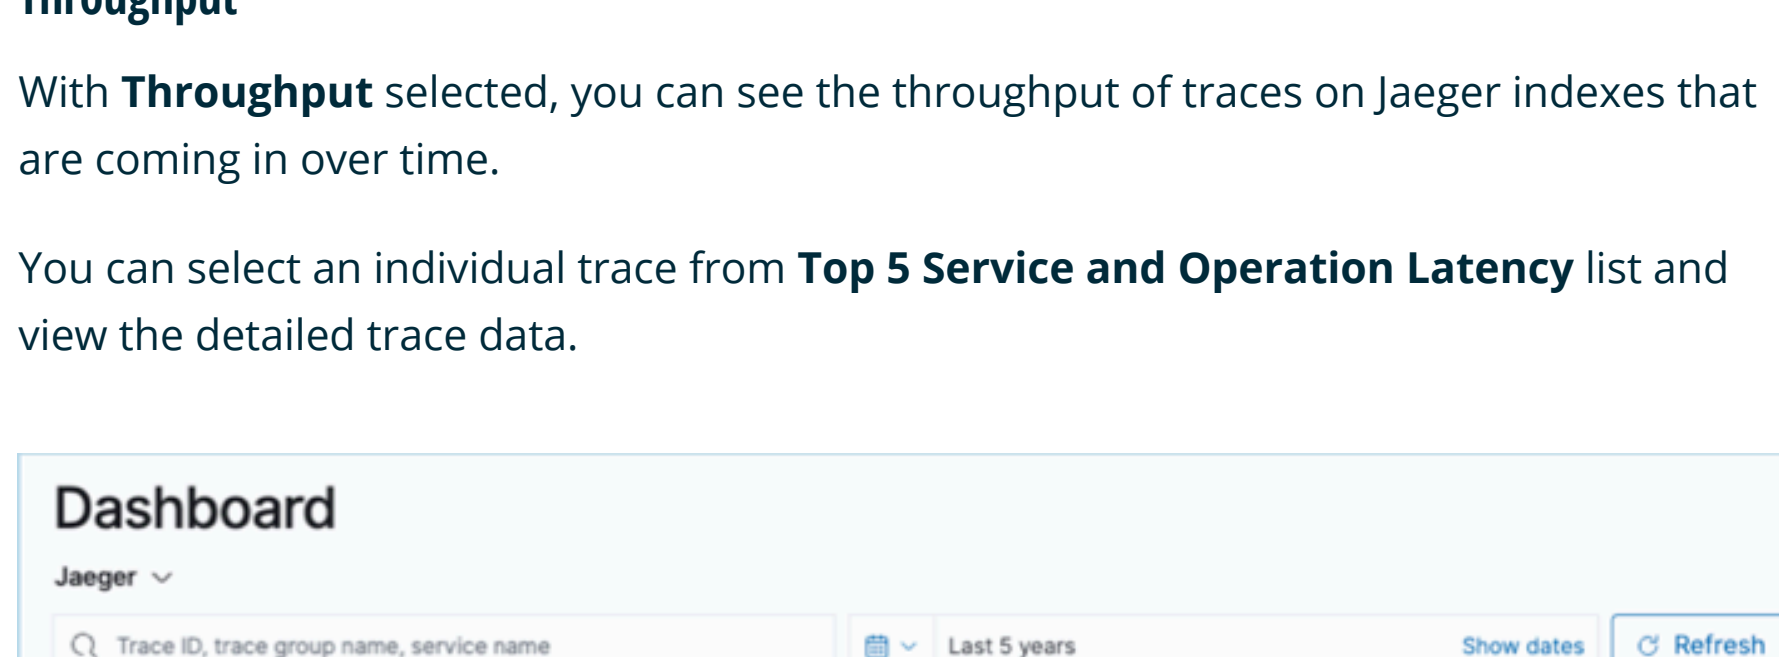 Throughput
With Throughput selected, you can see the throughput of traces on Jaeger indexes that
are coming in over time.
You can select an individual trace from Top 5 Service and Operation Latency list and
view the detailed trace data.
Dashboard
Jaeger
Trace ID, trace group name, service name
Last 5 years
Show dates
Refresh